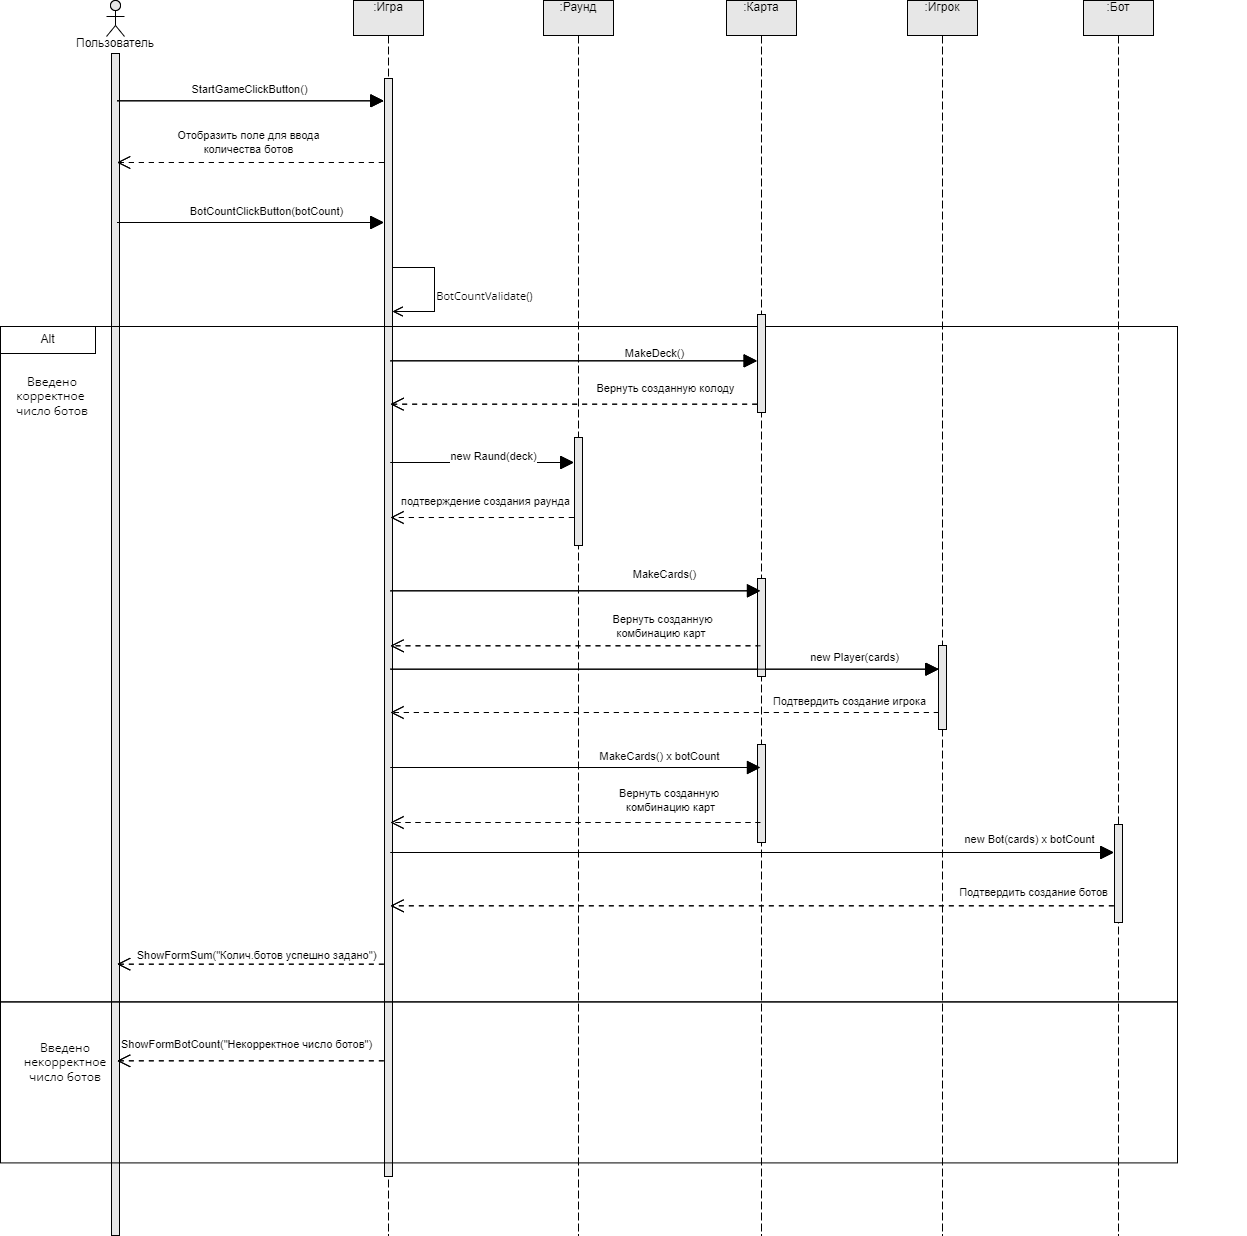 :Игра
:Раунд
:Карта
:Игрок
:Бот
Пользователь
StartGameClickButton()
Отобразить поле для ввода
количества ботов
BotCountClickButton(botCount)
BotCountValidate()
Alt
MakeDeck()
Введено
корректное
число ботов
Вернуть созданную колоду
new Raund(deck)
подтверждение создания раунда
MakeCards()
Вернуть созданную
комбинацию карт
new Player(cards)
Подтвердить создание игрока
MakeCards() x botCount
Вернуть созданную
комбинацию карт
new Bot(cards) x botCount
Подтвердить создание ботов
ShowFormSum("Колич.ботов успешно задано")
ShowFormBotCount("Некорректное число ботов")
Введено
некорректное
число ботов